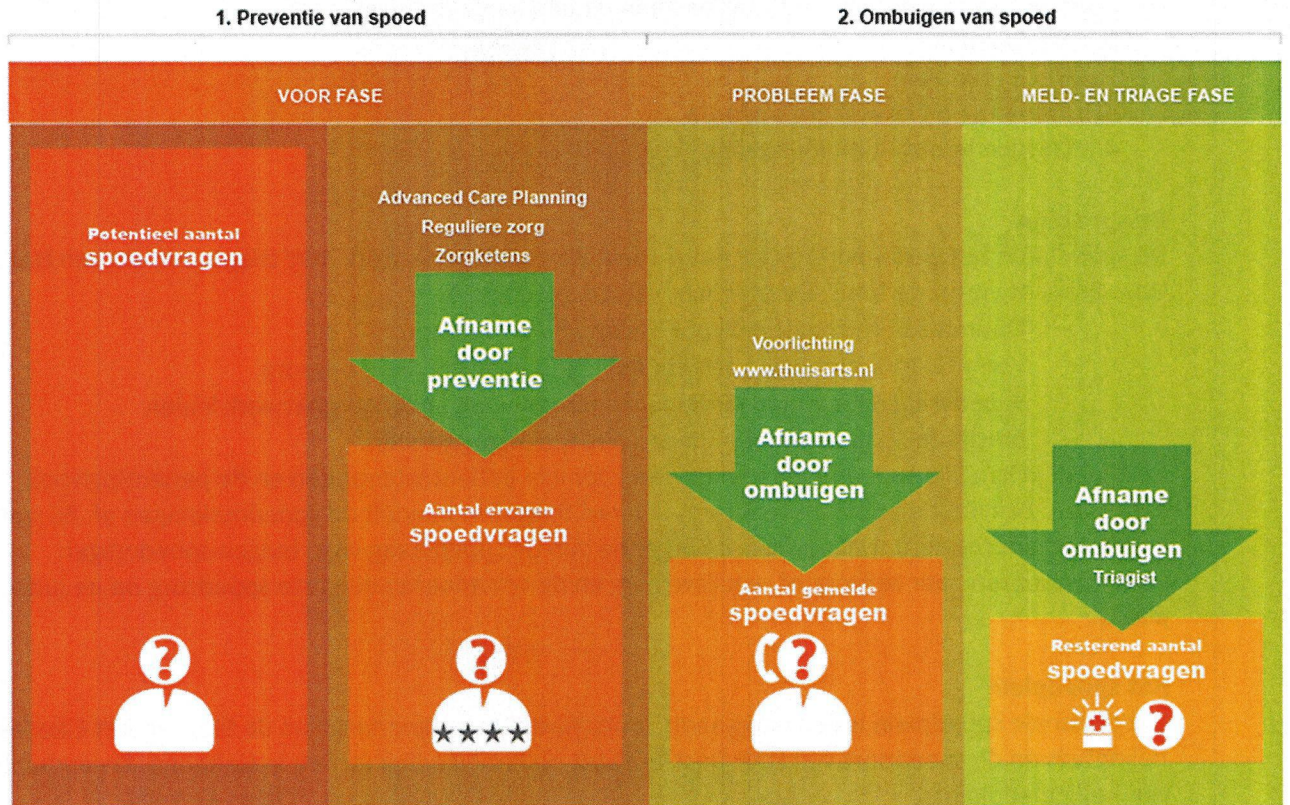 1. Preventie van spoed
2. Ombuigen van spoed
VOOR FASE
PROBLEEM FASE
MELD- EN TRIAGE FASE
Potentieel aantal
spoedvragen
Advanced Care Planning
Reguliere zorg
Zorgketens
Afname
door
preventie
Aantal ervaren
spoedvragen
Voorlichting
www.thuisarts.nl
Afname
door
ombuigen
Aantal gemelde
spoedvragen
Afname
door
ombuigen
Triagist
Resterend aantal
spoedvragen